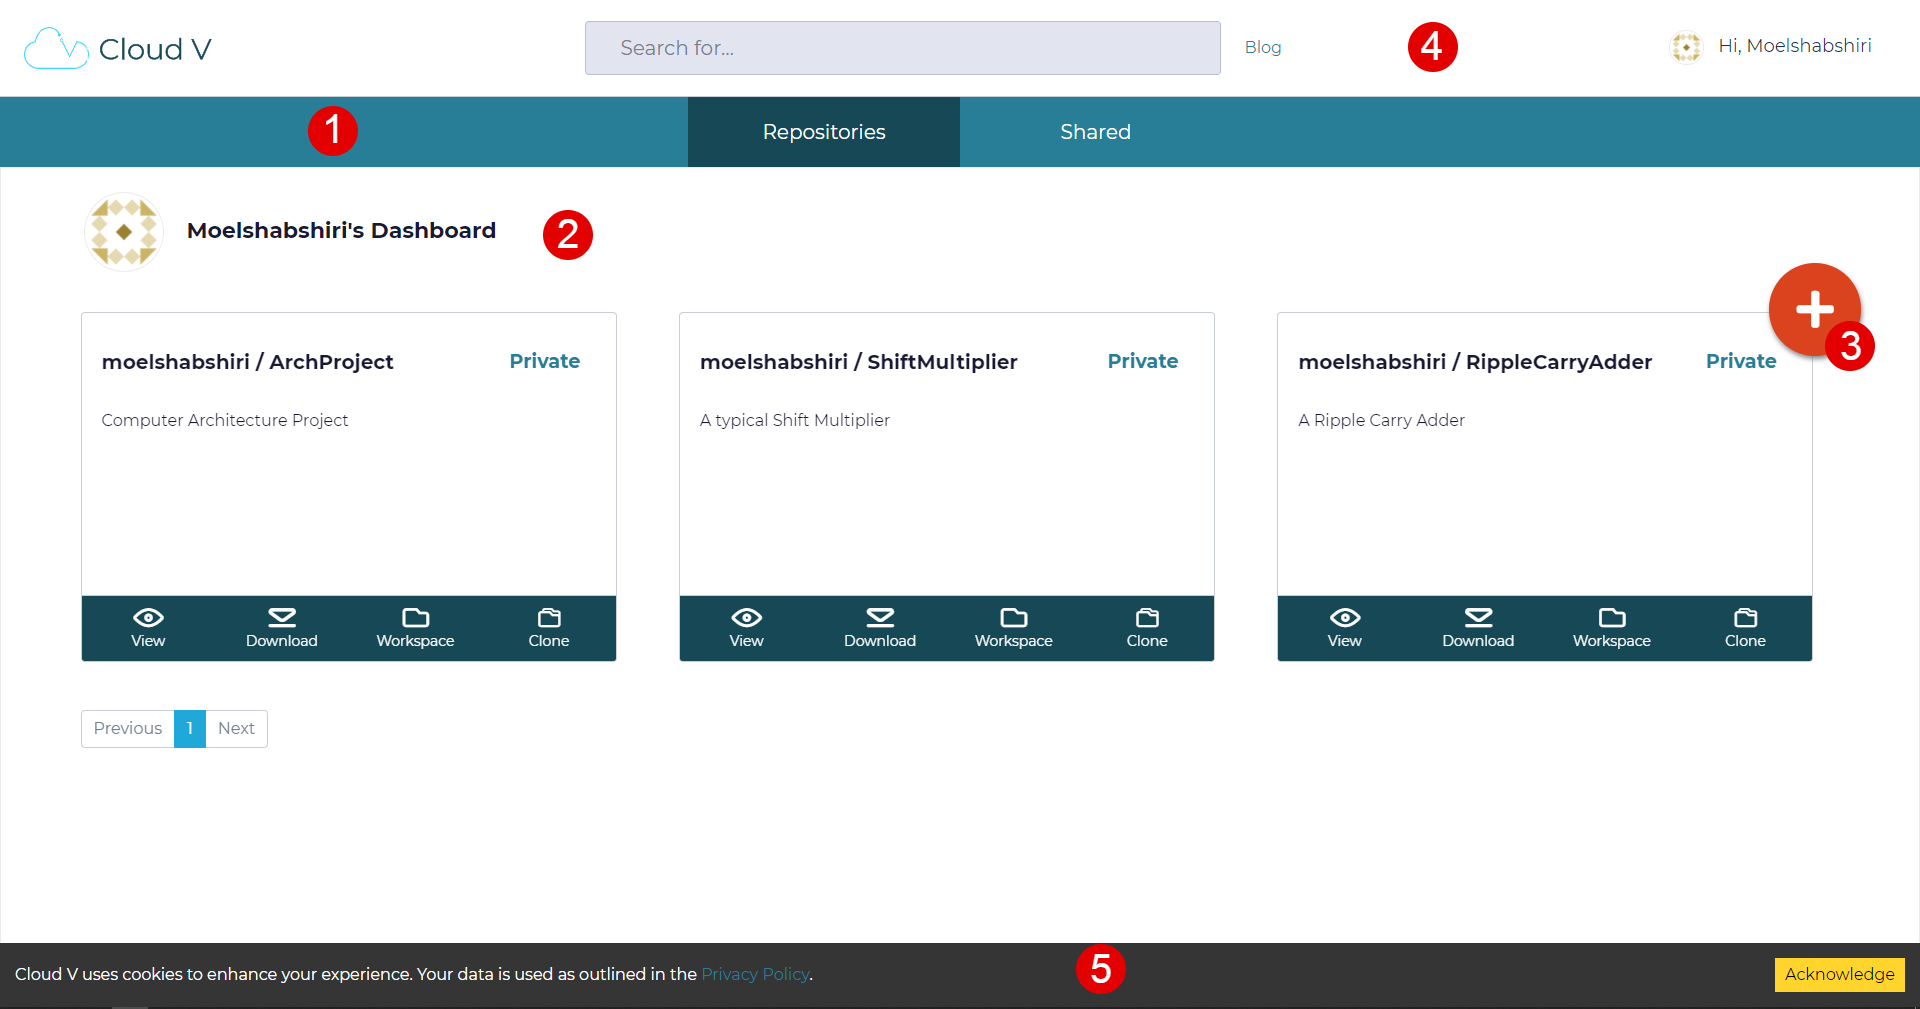 Cloud V
Search for...
Blog
4
Hi, Moelshabshiri
1
Repositories
Shared
Moelshabshiri's Dashboard
2
3
moelshabshiri / ArchProject
Private
Computer Architecture Project
View
Download
Workspace
Clone
moelshabshiri / ShiftMultiplier
Private
A typical Shift Multiplier
View
Download
Workspace
Clone
moelshabshiri / RippleCarryAdder
Private
A Ripple Carry Adder
View
Download
Workspace
Clone
Previous
1
Next
Cloud V uses cookies to enhance your experience. Your data is used as outlined in the Privacy Policy.
5
Acknowledge